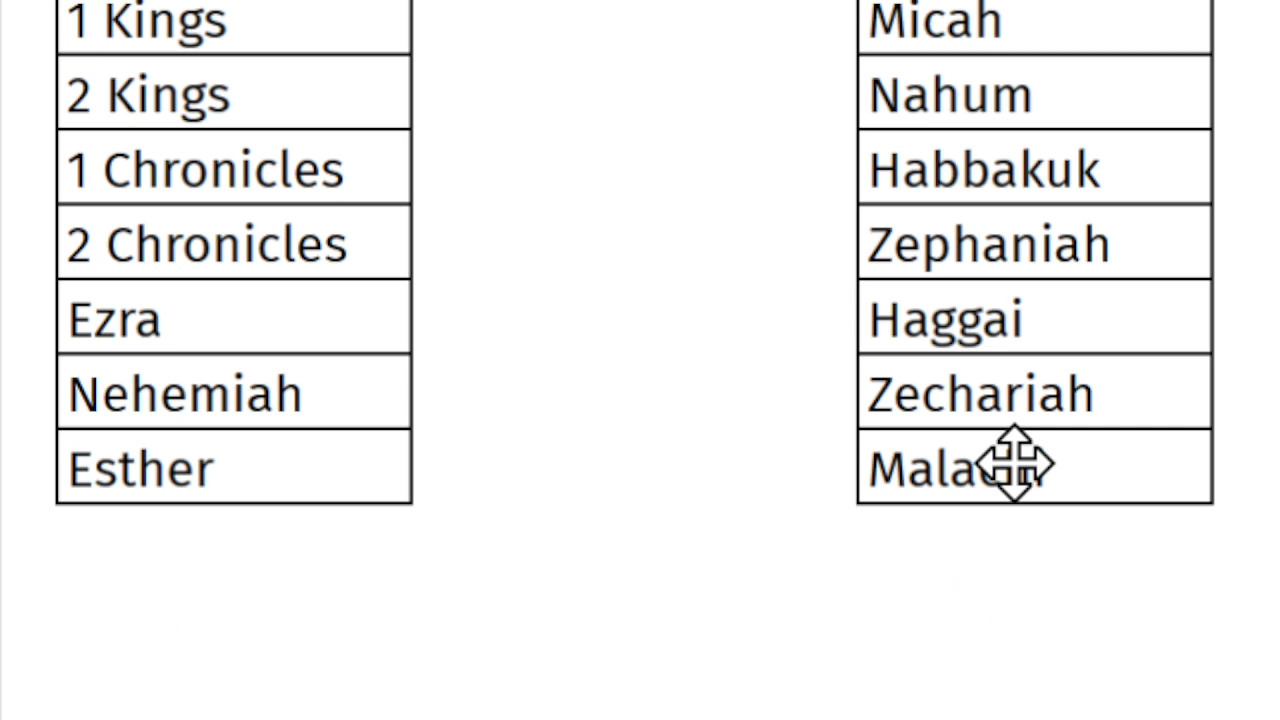 1 Kings
2 Kings
1 Chronicles
2 Chronicles
Ezra
Nehemiah
Esther
Micah
Nahum
Habbakuk
Zephaniah
Haggai
Zechariah